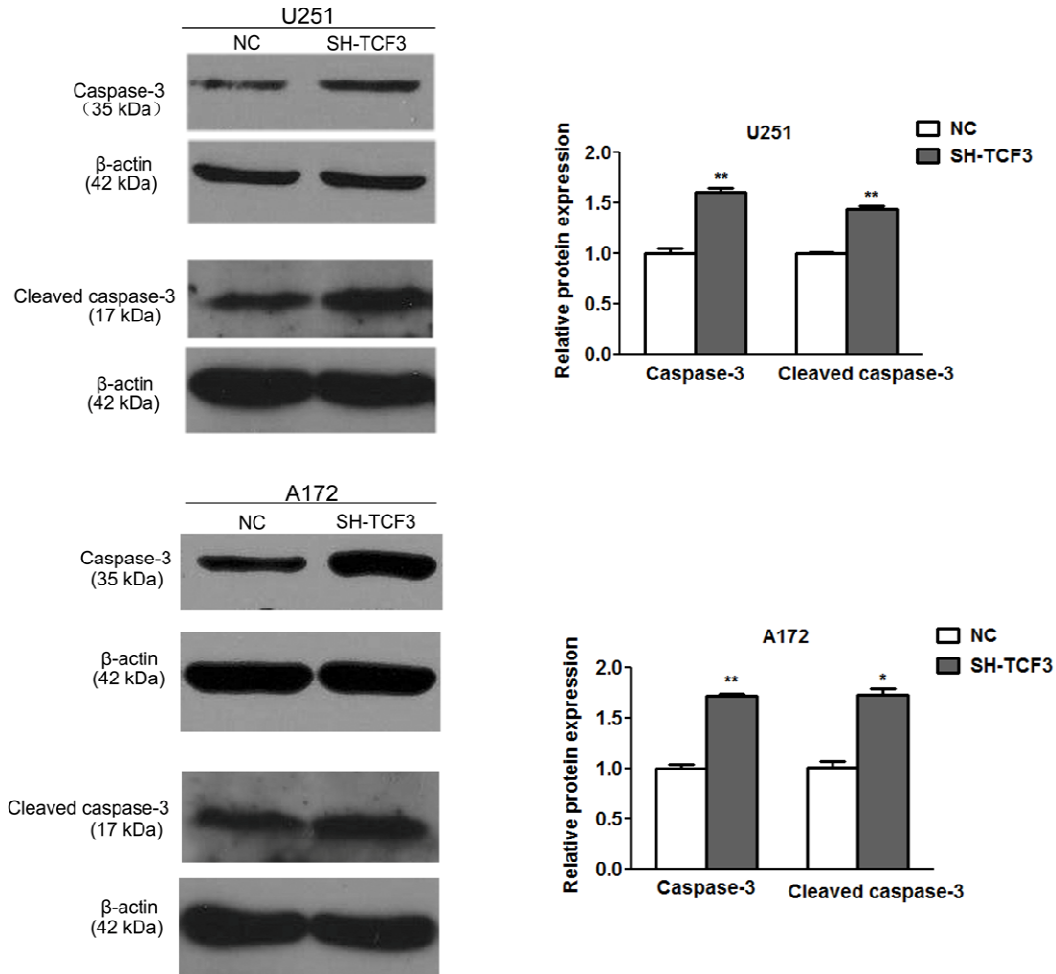 U251
NC SH-TCF3
Caspase-3
（35 kDa）
β-actin
(42 kDa)
Cleaved caspase-3
(17 kDa)
β-actin
(42 kDa)
U251
NC
SH-TCF3
Relative protein expression
2.0
1.5
1.0
0.5
0.0
**
**
Caspase-3 Cleaved caspase-3
A172
NC SH-TCF3
Caspase-3
(35 kDa)
β-actin
(42 kDa)
Cleaved caspase-3
(17 kDa)
β-actin
(42 kDa)
A172
NC
SH-TCF3
Relative protein expression
2.0
1.5
1.0
0.5
0.0
**
*
Caspase-3 Cleaved caspase-3